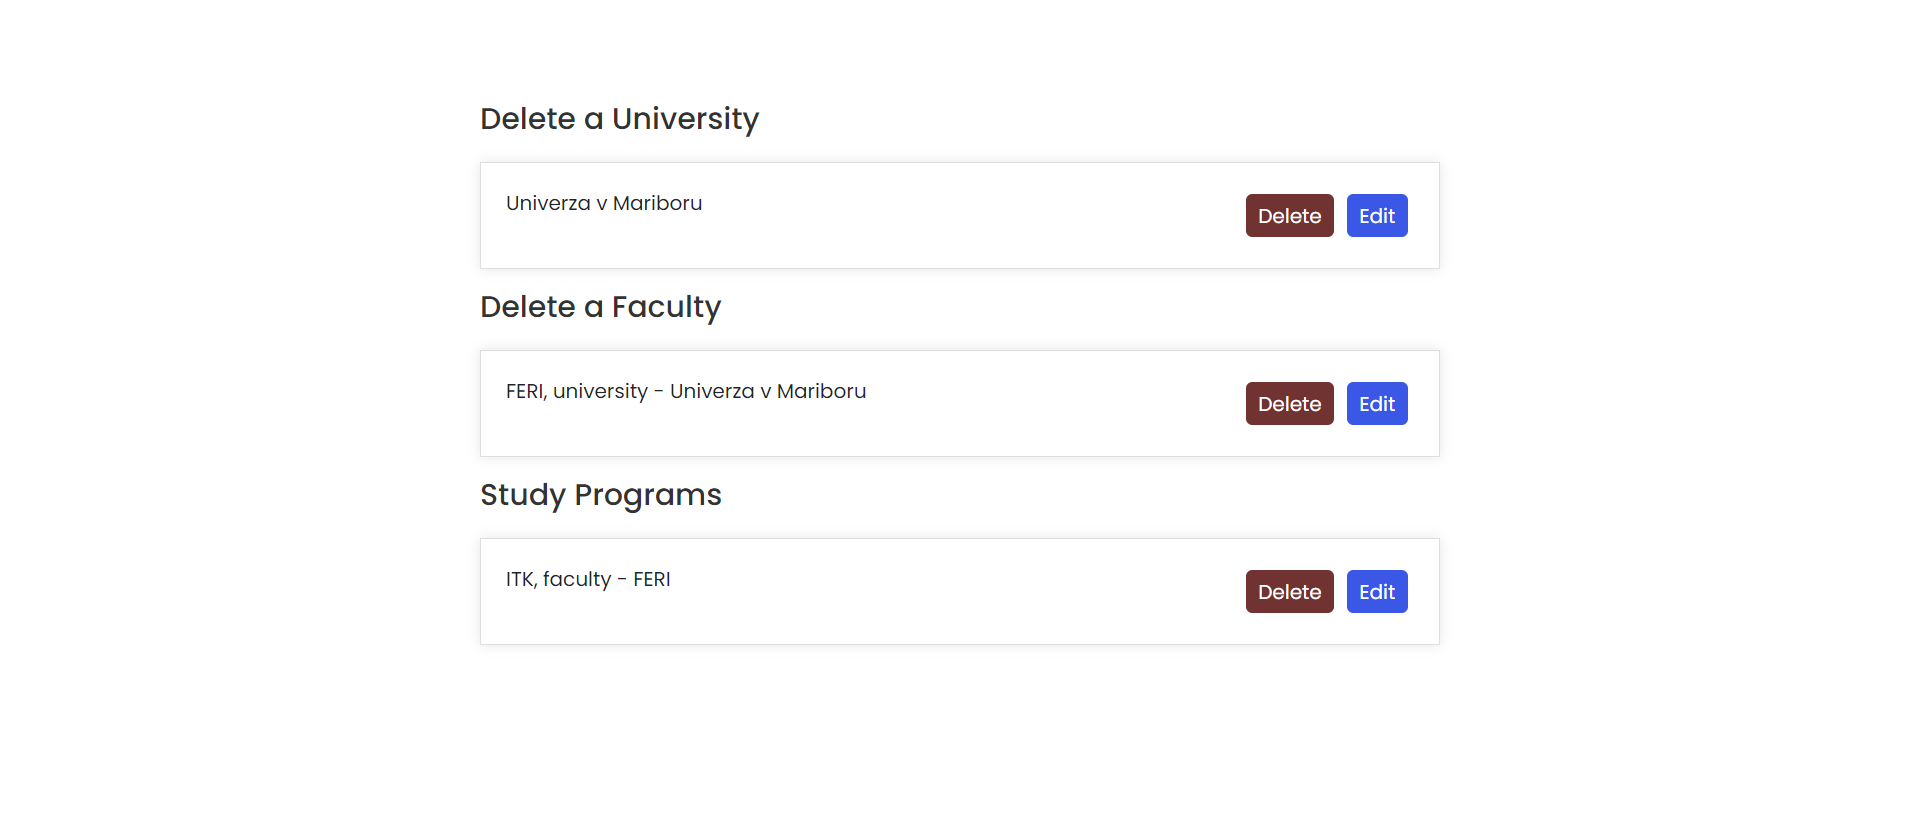 Delete a University
Univerza v Mariboru
Delete Edit
Delete a Faculty
FERI, university - Univerza v Mariboru
Delete Edit
Study Programs
ITK, faculty - FERI
Delete Edit